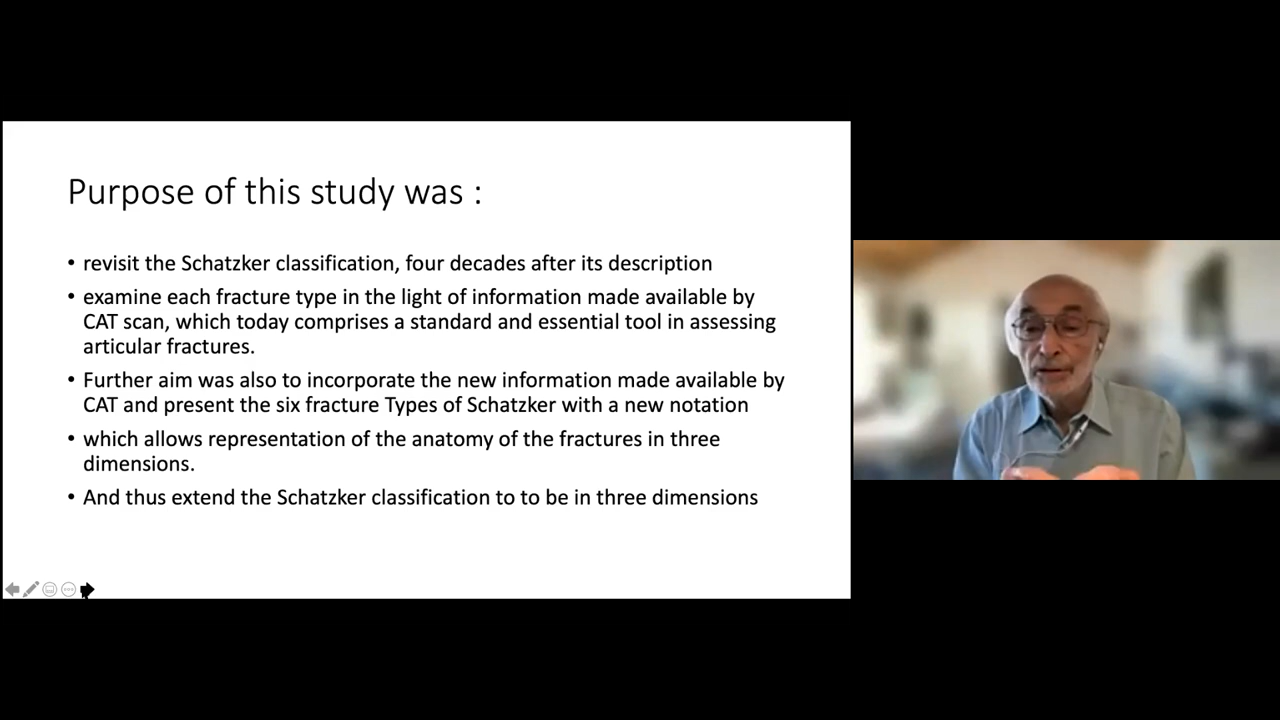 Purpose of this study was :
• revisit the Schatzker classification, four decades after its description
• examine each fracture type in the light of information made available by
CAT scan, which today comprises a standard and essential tool in assessing
articular fractures.
• Further aim was also to incorporate the new information made available by
CAT and present the six fracture Types of Schatzker with a new notation
• which allows representation of the anatomy of the fractures in three
dimensions.
• And thus extend the Schatzker classification to to be in three dimensions